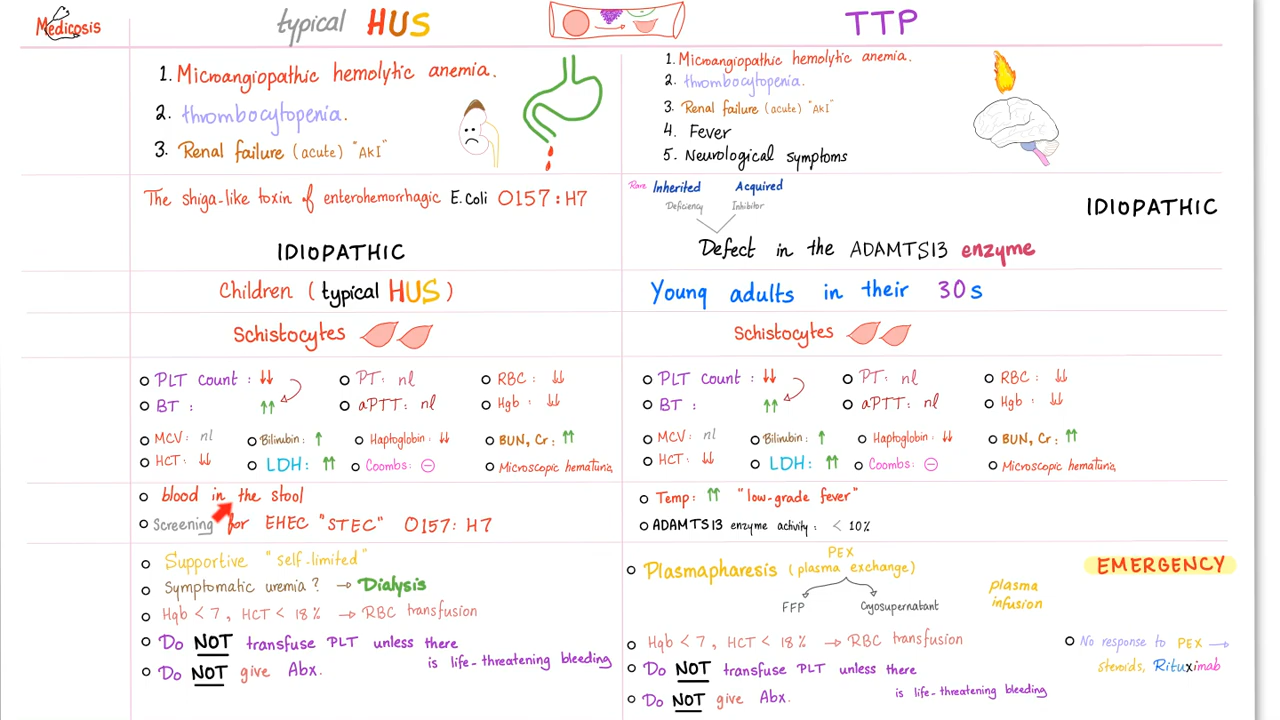 Medicosis
typical HUS
TTP
1. Microangiopathic hemolytic anemia.
2. thrombocytopenia.
3. Renal failure (acute) "AKI"
1. Microangiopathic hemolytic anemia.
2. thrombocytopenia.
3. Renal failure (acute) "AKI"
4. Fever
5. Neurological symptoms
The shiga-like toxin of enterohemorrhagic E.Coli O157:H7
IDIOPATHIC
Rare Inherited Acquired
Deficiency Inhibitor
Defect in the ADAMTS13 enzyme
IDIOPATHIC
Children (typical HUS)
Young adults in their 30s
Schistocytes
Schistocytes
PLT count : ↓↓ PT: nl RBC : ↓↓
BT : ↑↑ aPTT: nl Hgb : ↓↓
MCV: nl Bilirubin : ↑ Haptoglobin : ↓↓ BUN, Cr: ↑↑
HCT: ↓↓ LDH: ↑↑ Coombs: ⊖ Microscopic hematuria,
PLT count : ↓↓ PT: nl RBC : ↓↓
BT : ↑↑ aPTT: nl Hgb : ↓↓
MCV: nl Bilirubin : ↑ Haptoglobin : ↓↓ BUN, Cr: ↑↑
HCT: ↓↓ LDH: ↑↑ Coombs: ⊖ Microscopic hematuria,
blood in the stool
Screening for EHEC "STEC" O157: H7
Temp: ↑↑ "low-grade fever"
ADAMTS13 enzyme activity: < 10%
Supportive "self-limited"
Symptomatic uremia? → Dialysis
Hgb < 7, HCT < 18% → RBC transfusion
Do NOT transfuse PLT unless there
is life-threatening bleeding
Do NOT give Abx.
PEX
Plasmapharesis (plasma exchange)
FFP Cryosupernatant
plasma
infusion
EMERGENCY
Hgb < 7, HCT < 18% → RBC transfusion
Do NOT transfuse PLT unless there
is life-threatening bleeding
Do NOT give Abx.
No response to PEX →
steroids, Rituximab